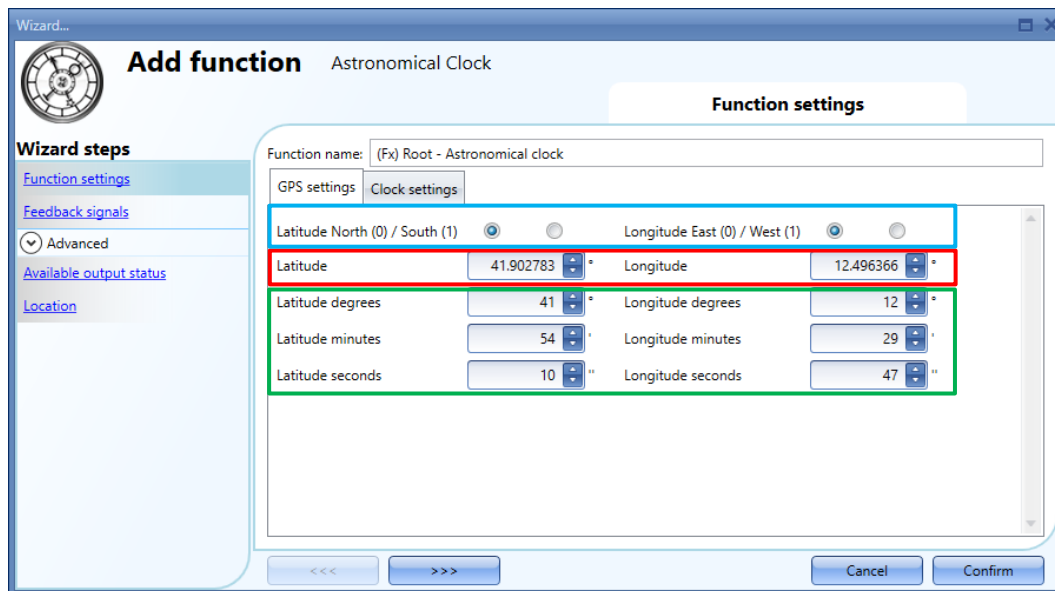 Wizard...
Add function Astronomical Clock
Function settings
Wizard steps
Function settings
Feedback signals
Advanced
Available output status
Location
Function name: (Fx) Root - Astronomical clock
GPS settings Clock settings
Latitude North (0) / South (1) Longitude East (0) / West (1)
Latitude 41.902783 ° Longitude 12.496366 °
Latitude degrees 41 ° Longitude degrees 12 °
Latitude minutes 54 ' Longitude minutes 29 '
Latitude seconds 10 " Longitude seconds 47 "
<<< >>> Cancel Confirm